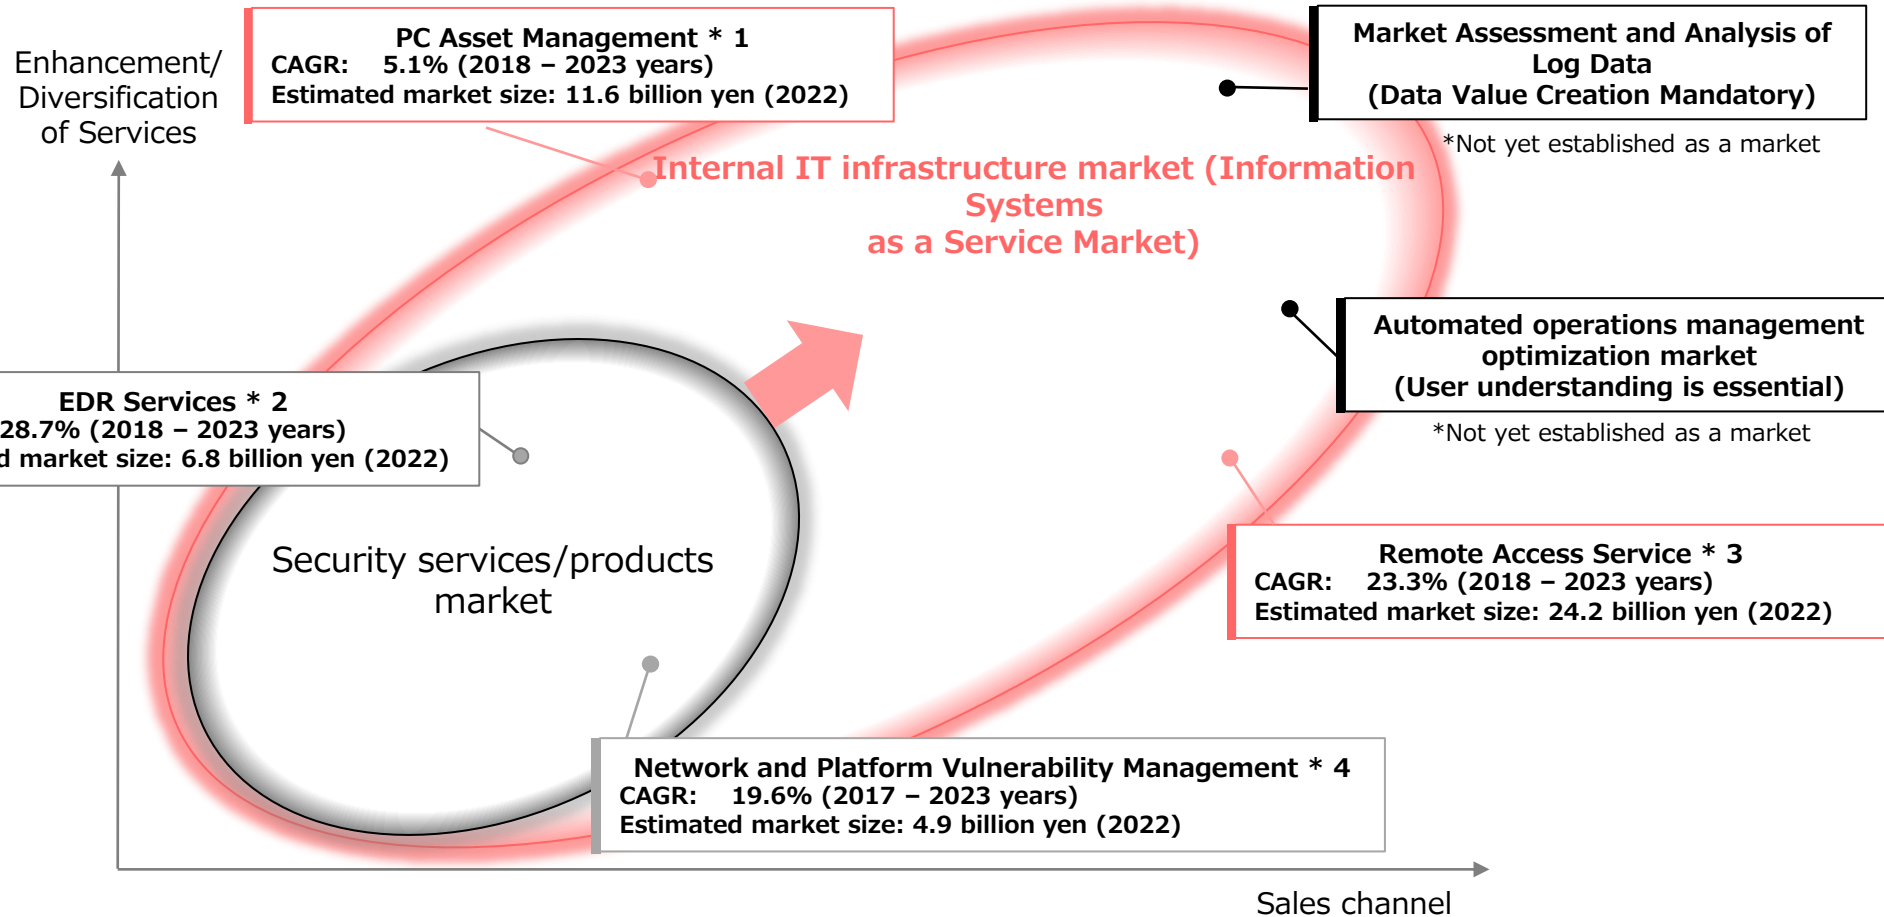 Enhancement/
Diversification
of Services
PC Asset Management * 1
CAGR: 5.1% (2018 – 2023 years)
Estimated market size: 11.6 billion yen (2022)
Market Assessment and Analysis of
Log Data
(Data Value Creation Mandatory)
*Not yet established as a market
Internal IT infrastructure market (Information
Systems
as a Service Market)
Automated operations management
optimization market
(User understanding is essential)
*Not yet established as a market
EDR Services * 2
28.7% (2018 – 2023 years)
market size: 6.8 billion yen (2022)
Security services/products
market
Remote Access Service * 3
CAGR: 23.3% (2018 – 2023 years)
Estimated market size: 24.2 billion yen (2022)
Network and Platform Vulnerability Management * 4
CAGR: 19.6% (2017 – 2023 years)
Estimated market size: 4.9 billion yen (2022)
Sales channel